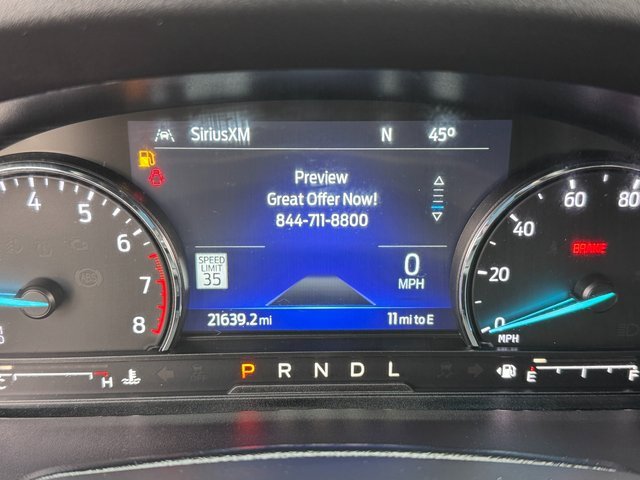 SiriusXM N 45°
Preview
Great Offer Now!
844-711-8800
SPEED
LIMIT
35
0
MPH
21639.2 mi 11 mi to E
4 5 6 7 8
0 20 40 60 80
BRAKE
MPH
ABS
P R N D L
C H
E F